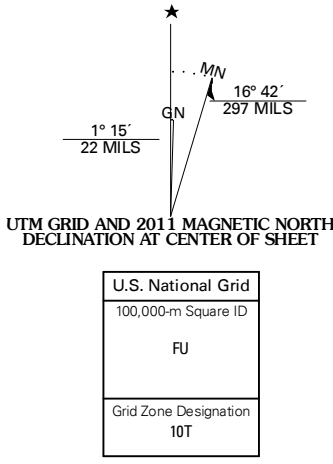 MN
16° 42´
297 MILS
GN
1° 15´
22 MILS
UTM GRID AND 2011 MAGNETIC NORTH
DECLINATION AT CENTER OF SHEET
U.S. National Grid
100,000-m Square ID
FU
Grid Zone Designation
10T